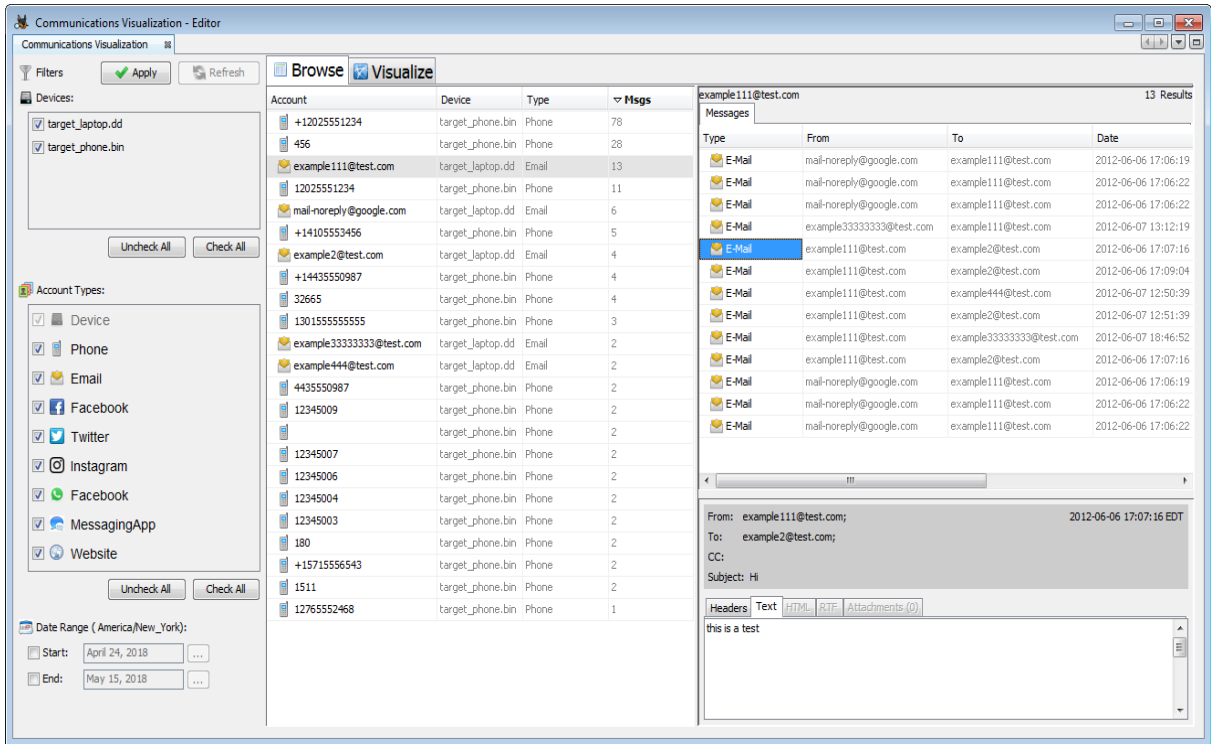 Communications Visualization - Editor
Communications Visualization
Filters
Apply
Refresh
Devices:
target_laptop.dd
target_phone.bin
Uncheck All
Check All
Account Types:
Device
Phone
Email
Facebook
Twitter
Instagram
Facebook
MessagingApp
Website
Uncheck All
Check All
Date Range ( America/New_York):
Start: April 24, 2018 ...
End: May 15, 2018 ...
Browse Visualize
Account Device Type Msgs
+12025551234 target_phone.bin Phone 78
456 target_phone.bin Phone 28
example111@test.com target_laptop.dd Email 13
12025551234 target_phone.bin Phone 11
mail-noreply@google.com target_laptop.dd Email 6
+14105553456 target_phone.bin Phone 5
example2@test.com target_laptop.dd Email 4
+14435550987 target_phone.bin Phone 4
32665 target_phone.bin Phone 4
1301555555555 target_phone.bin Phone 3
example33333333@test.com target_laptop.dd Email 2
example444@test.com target_laptop.dd Email 2
4435550987 target_phone.bin Phone 2
12345009 target_phone.bin Phone 2
target_phone.bin Phone 2
12345007 target_phone.bin Phone 2
12345006 target_phone.bin Phone 2
12345004 target_phone.bin Phone 2
12345003 target_phone.bin Phone 2
180 target_phone.bin Phone 2
+15715556543 target_phone.bin Phone 2
1511 target_phone.bin Phone 2
12765552468 target_phone.bin Phone 1
example111@test.com 13 Results
Messages
Type From To Date
E-Mail mail-noreply@google.com example111@test.com 2012-06-06 17:06:19
E-Mail mail-noreply@google.com example111@test.com 2012-06-06 17:06:22
E-Mail mail-noreply@google.com example111@test.com 2012-06-06 17:06:22
E-Mail example33333333@test.com example111@test.com 2012-06-07 13:12:19
E-Mail example111@test.com example2@test.com 2012-06-06 17:07:16
E-Mail example111@test.com example2@test.com 2012-06-06 17:09:04
E-Mail example111@test.com example444@test.com 2012-06-07 12:50:39
E-Mail example111@test.com example2@test.com 2012-06-07 12:51:39
E-Mail example111@test.com example33333333@test.com 2012-06-07 18:46:52
E-Mail example111@test.com example2@test.com 2012-06-06 17:07:16
E-Mail mail-noreply@google.com example111@test.com 2012-06-06 17:06:19
E-Mail mail-noreply@google.com example111@test.com 2012-06-06 17:06:22
E-Mail mail-noreply@google.com example111@test.com 2012-06-06 17:06:22
From: example111@test.com; 2012-06-06 17:07:16 EDT
To: example2@test.com;
CC:
Subject: Hi
Headers Text HTML RTF Attachments (0)
this is a test